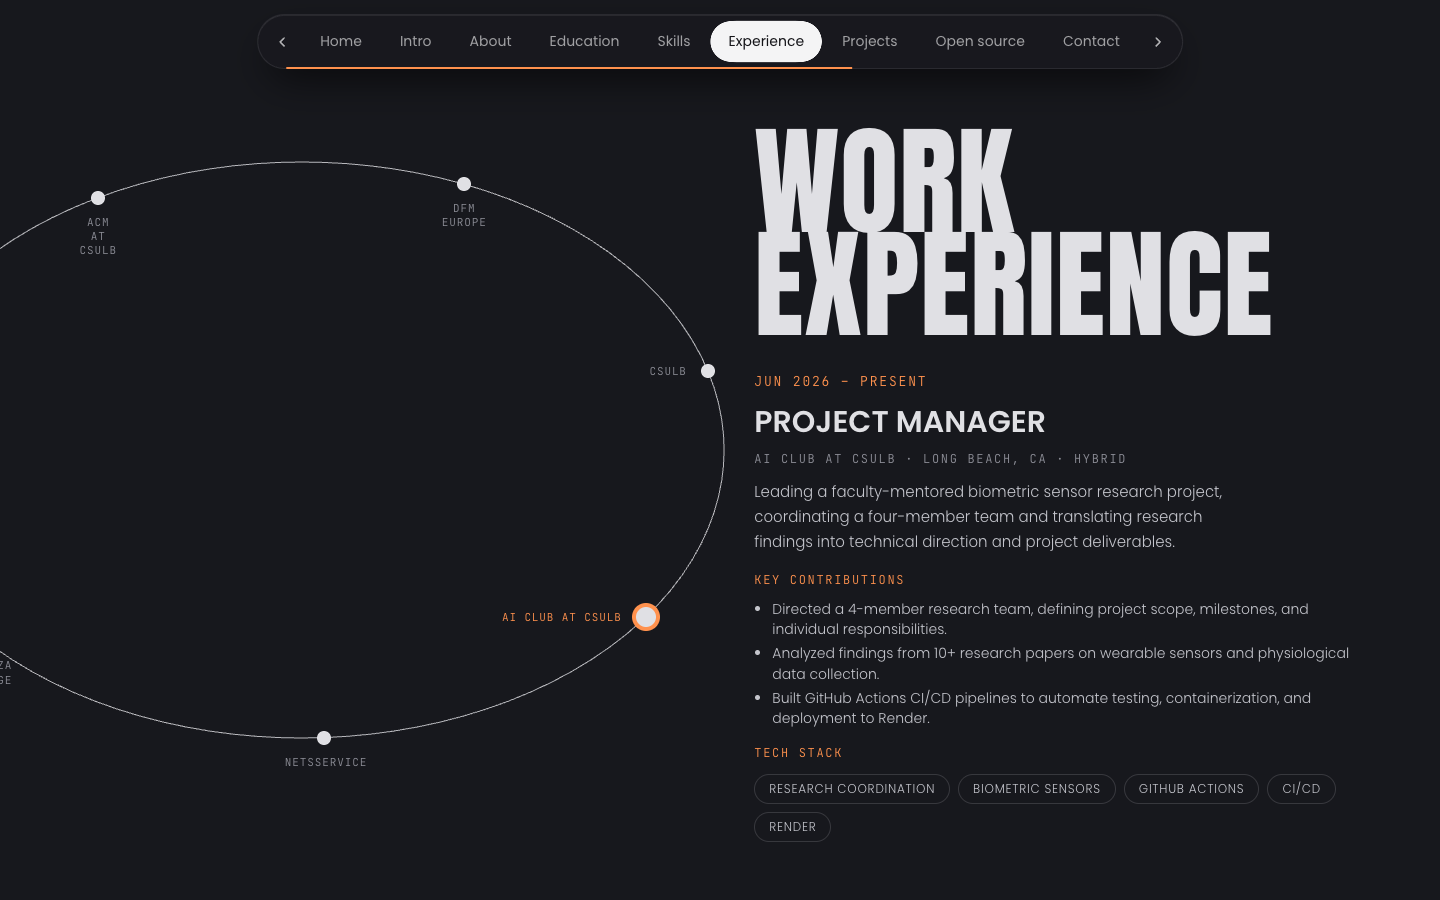 Home Intro About Education Skills Experience Projects Open source Contact
WORK
EXPERIENCE
ACM
AT
CSULB
DFM
EUROPE
CSULB
AI CLUB AT CSULB
ZA
GE
NETSSERVICE
JUN 2026 – PRESENT
PROJECT MANAGER
AI CLUB AT CSULB · LONG BEACH, CA · HYBRID
Leading a faculty-mentored biometric sensor research project,
coordinating a four-member team and translating research
findings into technical direction and project deliverables.
KEY CONTRIBUTIONS
• Directed a 4-member research team, defining project scope, milestones, and
individual responsibilities.
• Analyzed findings from 10+ research papers on wearable sensors and physiological
data collection.
• Built GitHub Actions CI/CD pipelines to automate testing, containerization, and
deployment to Render.
TECH STACK
RESEARCH COORDINATION BIOMETRIC SENSORS GITHUB ACTIONS CI/CD
RENDER